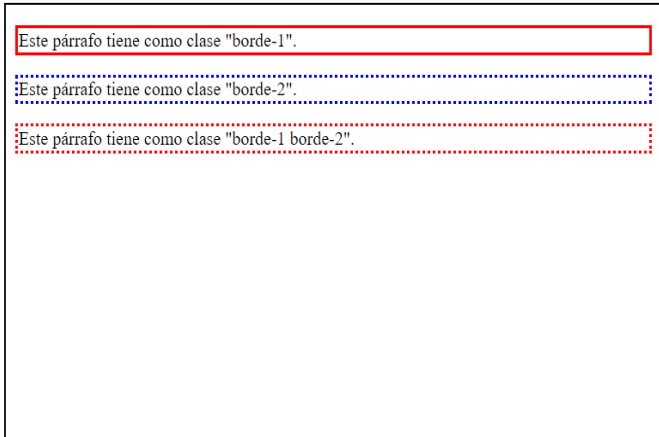 Este párrafo tiene como clase "borde-1".
Este párrafo tiene como clase "borde-2".
Este párrafo tiene como clase "borde-1 borde-2".